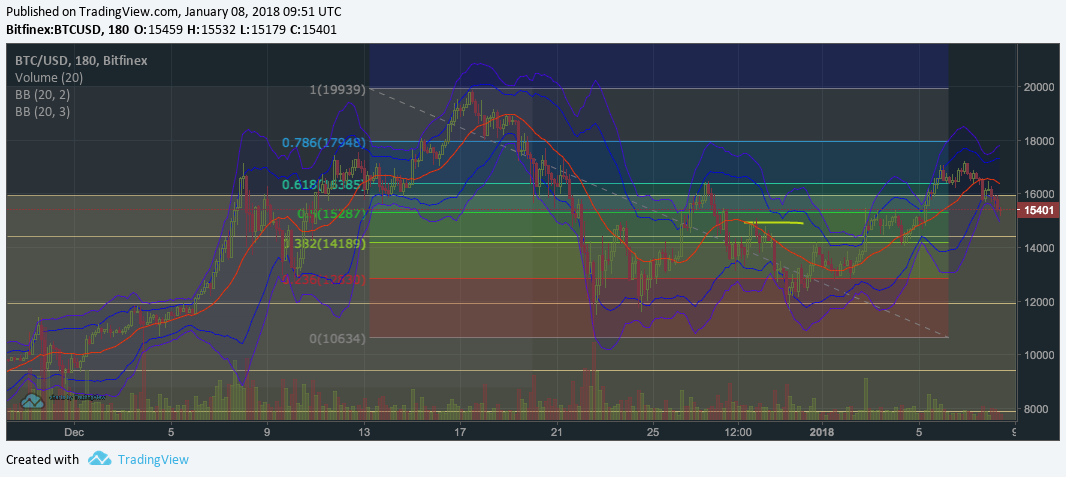 Published on TradingView.com, January 08, 2018 09:51 UTC
Bitfinex:BTCUSD, 180 O:15459 H:15532 L:15179 C:15401
BTC/USD, 180, Bitfinex
Volume (20)
BB (20, 2)
BB (20, 3)
1(19939)
0.786(17948)
0.618(16385)
0.5(15287)
0.382(14189)
0(10634)
20000
18000
16000
15401
14000
12000
10000
8000
Dec 5 9 13 17 21 25 12:00 2018 5 9
Created with TradingView